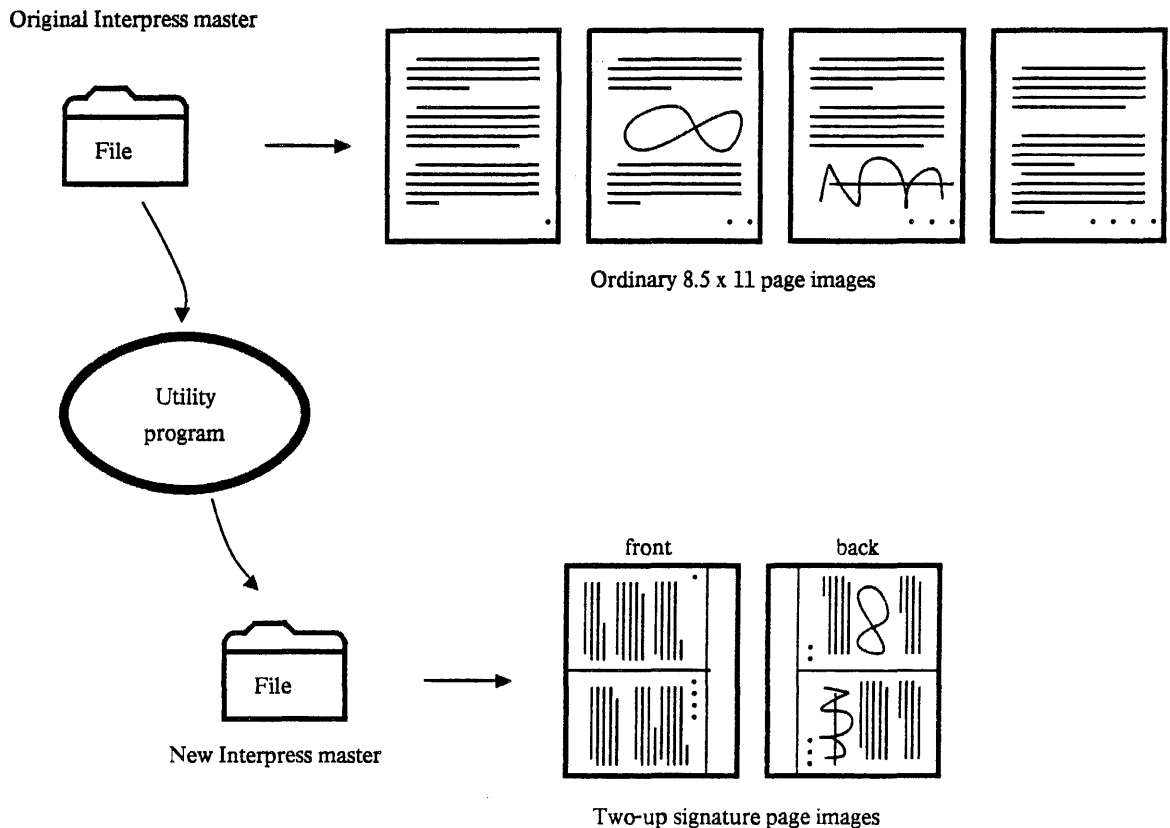 Original Interpress master
File
Ordinary 8.5 x 11 page images
Utility
program
front
back
File
New Interpress master
Two-up signature page images